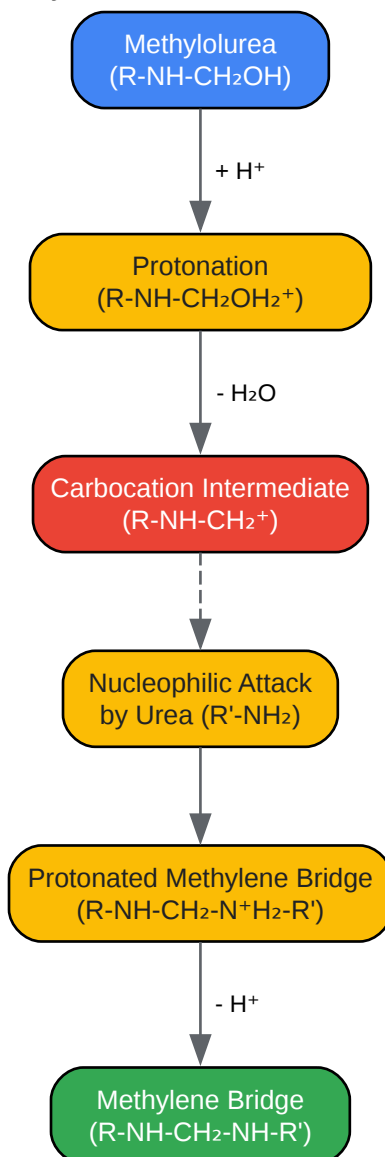 Methylolurea
(R-NH-CH₂OH)
+ H⁺
Protonation
(R-NH-CH₂OH₂⁺)
- H₂O
Carbocation Intermediate
(R-NH-CH₂⁺)
Nucleophilic Attack
by Urea (R'-NH₂)
Protonated Methylene Bridge
(R-NH-CH₂-N⁺H₂-R')
- H⁺
Methylene Bridge
(R-NH-CH₂-NH-R')